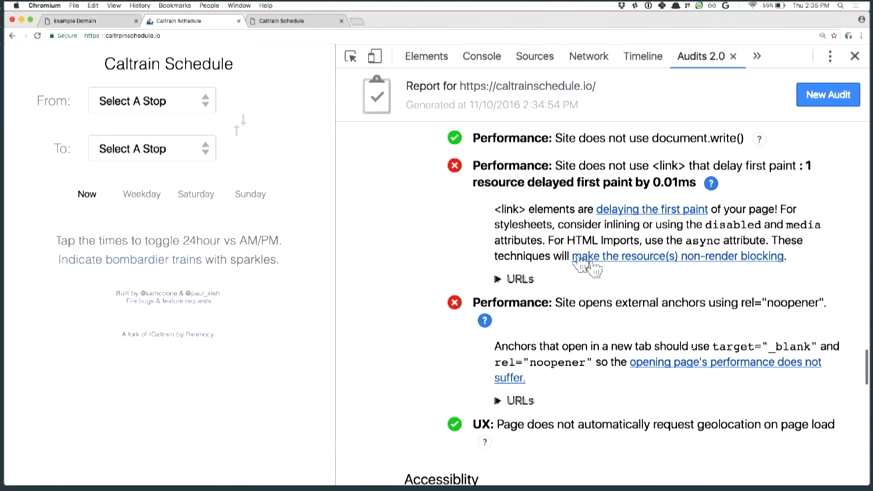 Chromium File Edit View History Bookmarks People Window Help
56% Thu 2:35 PM
Example Domain
Caltrain Schedule
Caltrain Schedule
Secure https://caltrainschedule.io
Caltrain Schedule
From: Select A Stop
To: Select A Stop
Now Weekday Saturday Sunday
Tap the times to toggle 24hour vs AM/PM.
Indicate bombardier trains with sparkles.
Built by @samccone & @paul_irish
File bugs & feature requests
A fork of rCaltrain by Ranmocy
Elements Console Sources Network Timeline Audits 2.0 × »
Report for https://caltrainschedule.io/
Generated at 11/10/2016 2:34:54 PM
New Audit
Performance: Site does not use document.write() ?
Performance: Site does not use <link> that delay first paint : 1
resource delayed first paint by 0.01ms ?
<link> elements are delaying the first paint of your page! For
stylesheets, consider inlining or using the disabled and media
attributes. For HTML Imports, use the async attribute. These
techniques will make the resource(s) non-render blocking.
▶ URLs
Performance: Site opens external anchors using rel="noopener".
?
Anchors that open in a new tab should use target="_blank" and
rel="noopener" so the opening page's performance does not
suffer.
▶ URLs
UX: Page does not automatically request geolocation on page load
?
Accessiblity